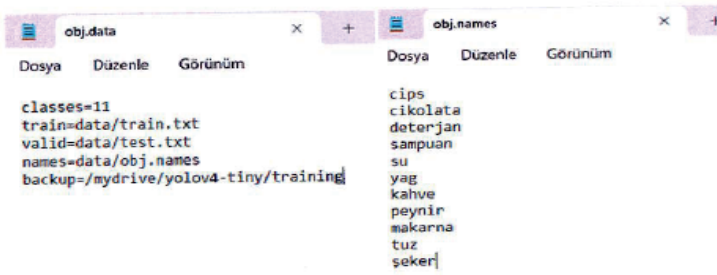 obj.data
Dosya Düzenle Görünüm
classes=11
train=data/train.txt
valid=data/test.txt
names=data/obj.names
backup=/mydrive/yolov4-tiny/training
obj.names
Dosya Düzenle Görünüm
cips
cikolata
deterjan
sampuan
su
yag
kahve
peynir
makarna
tuz
şeker